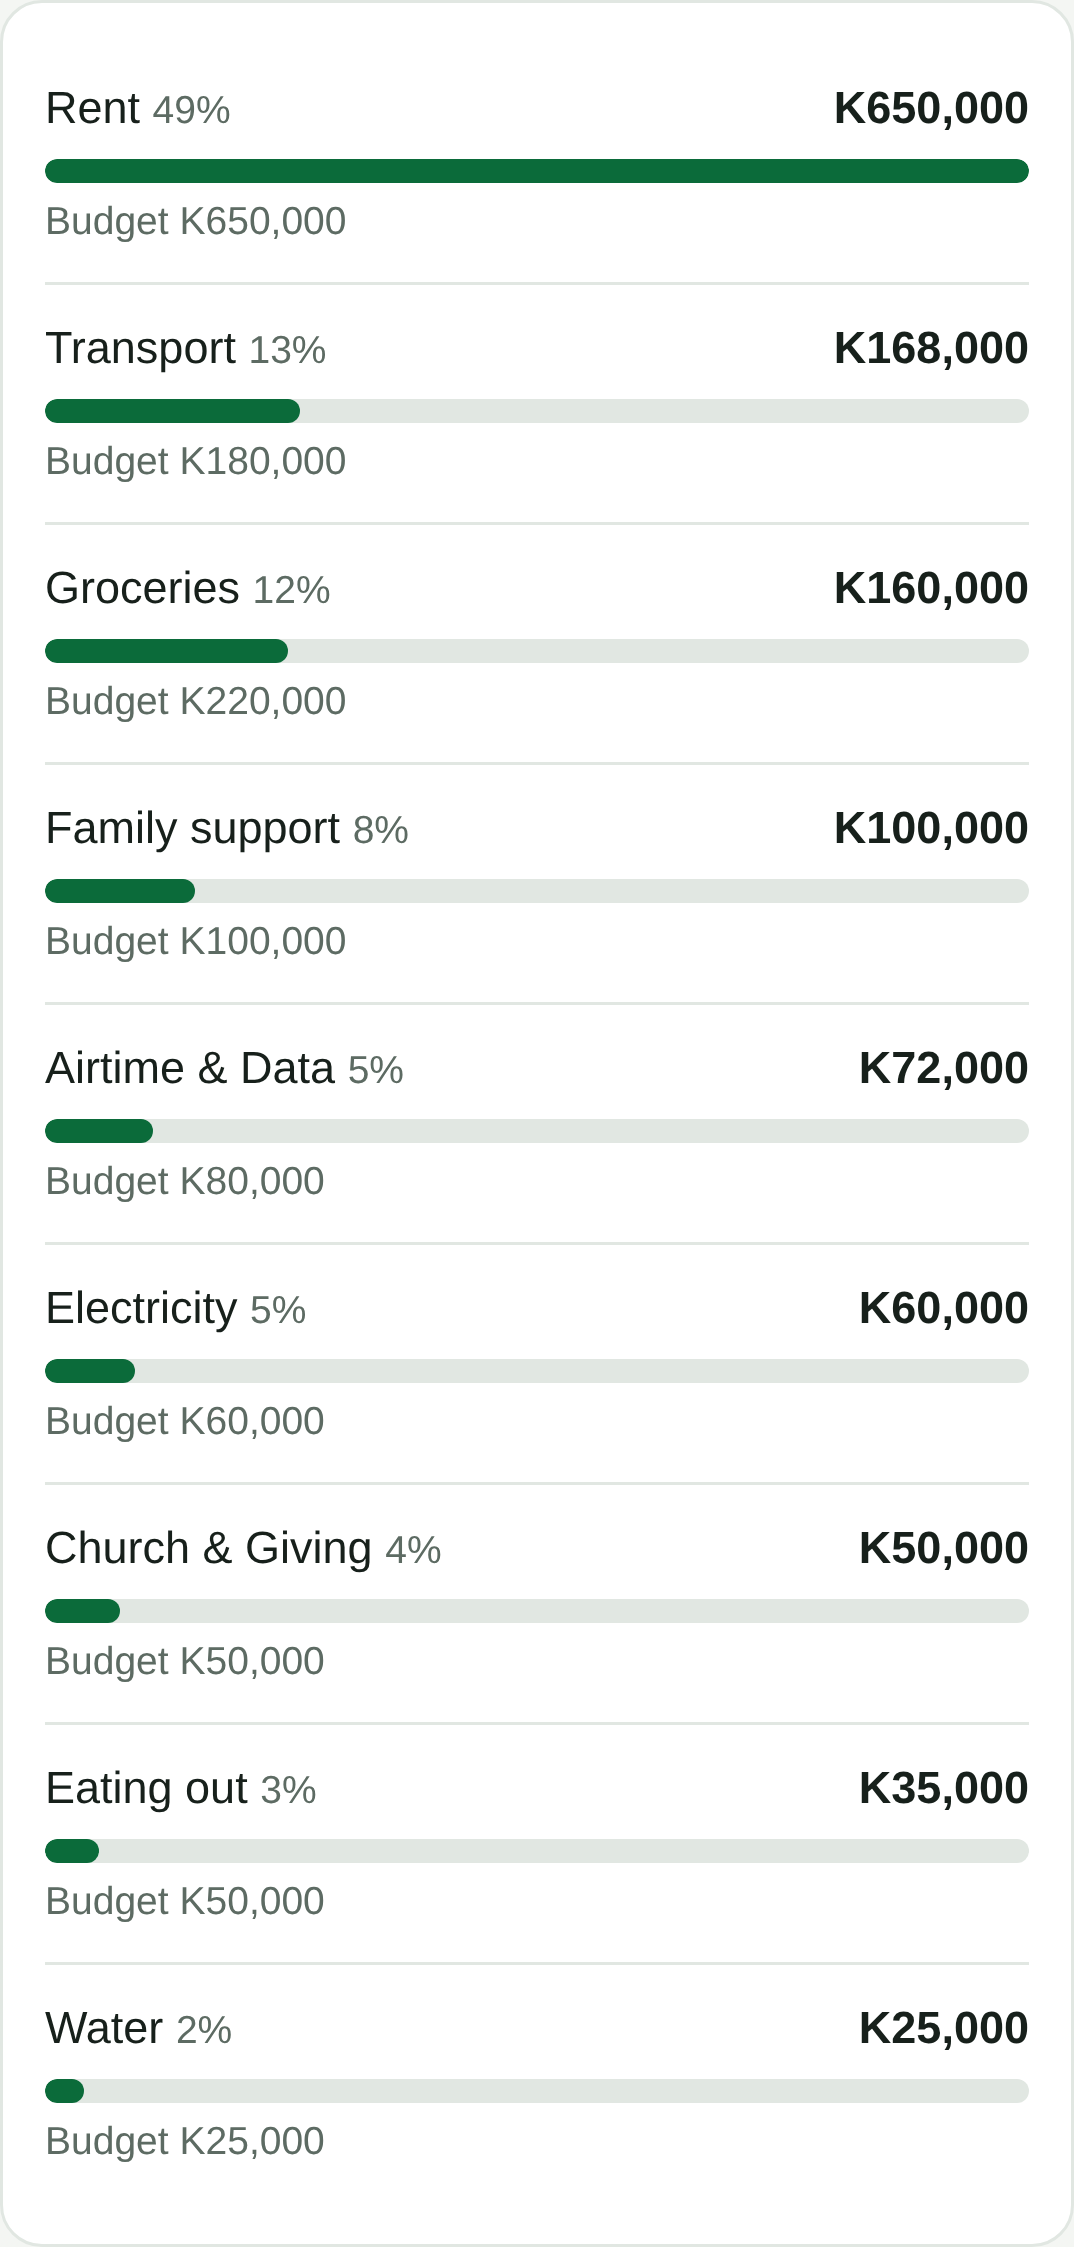 Rent 49% K650,000
Budget K650,000
Transport 13% K168,000
Budget K180,000
Groceries 12% K160,000
Budget K220,000
Family support 8% K100,000
Budget K100,000
Airtime & Data 5% K72,000
Budget K80,000
Electricity 5% K60,000
Budget K60,000
Church & Giving 4% K50,000
Budget K50,000
Eating out 3% K35,000
Budget K50,000
Water 2% K25,000
Budget K25,000